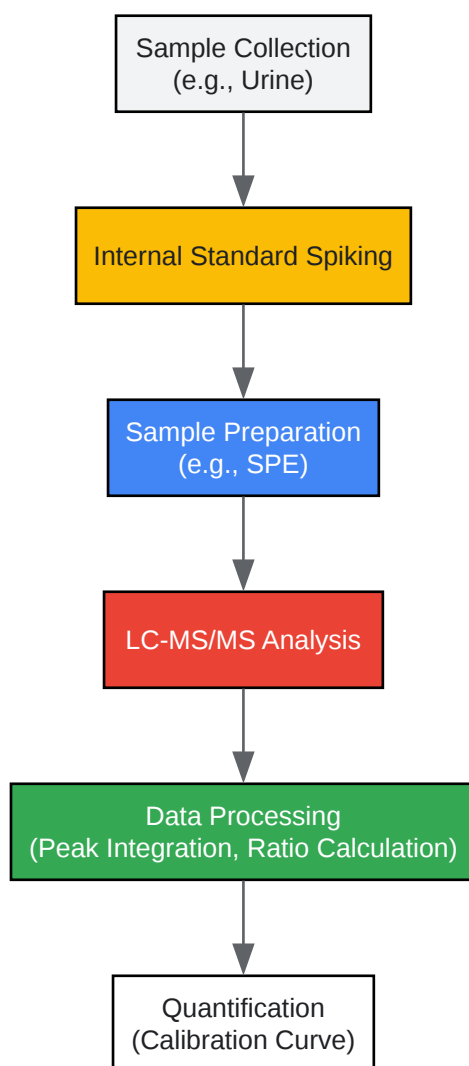 Sample Collection
(e.g., Urine)
Internal Standard Spiking
Sample Preparation
(e.g., SPE)
LC-MS/MS Analysis
Data Processing
(Peak Integration, Ratio Calculation)
Quantification
(Calibration Curve)